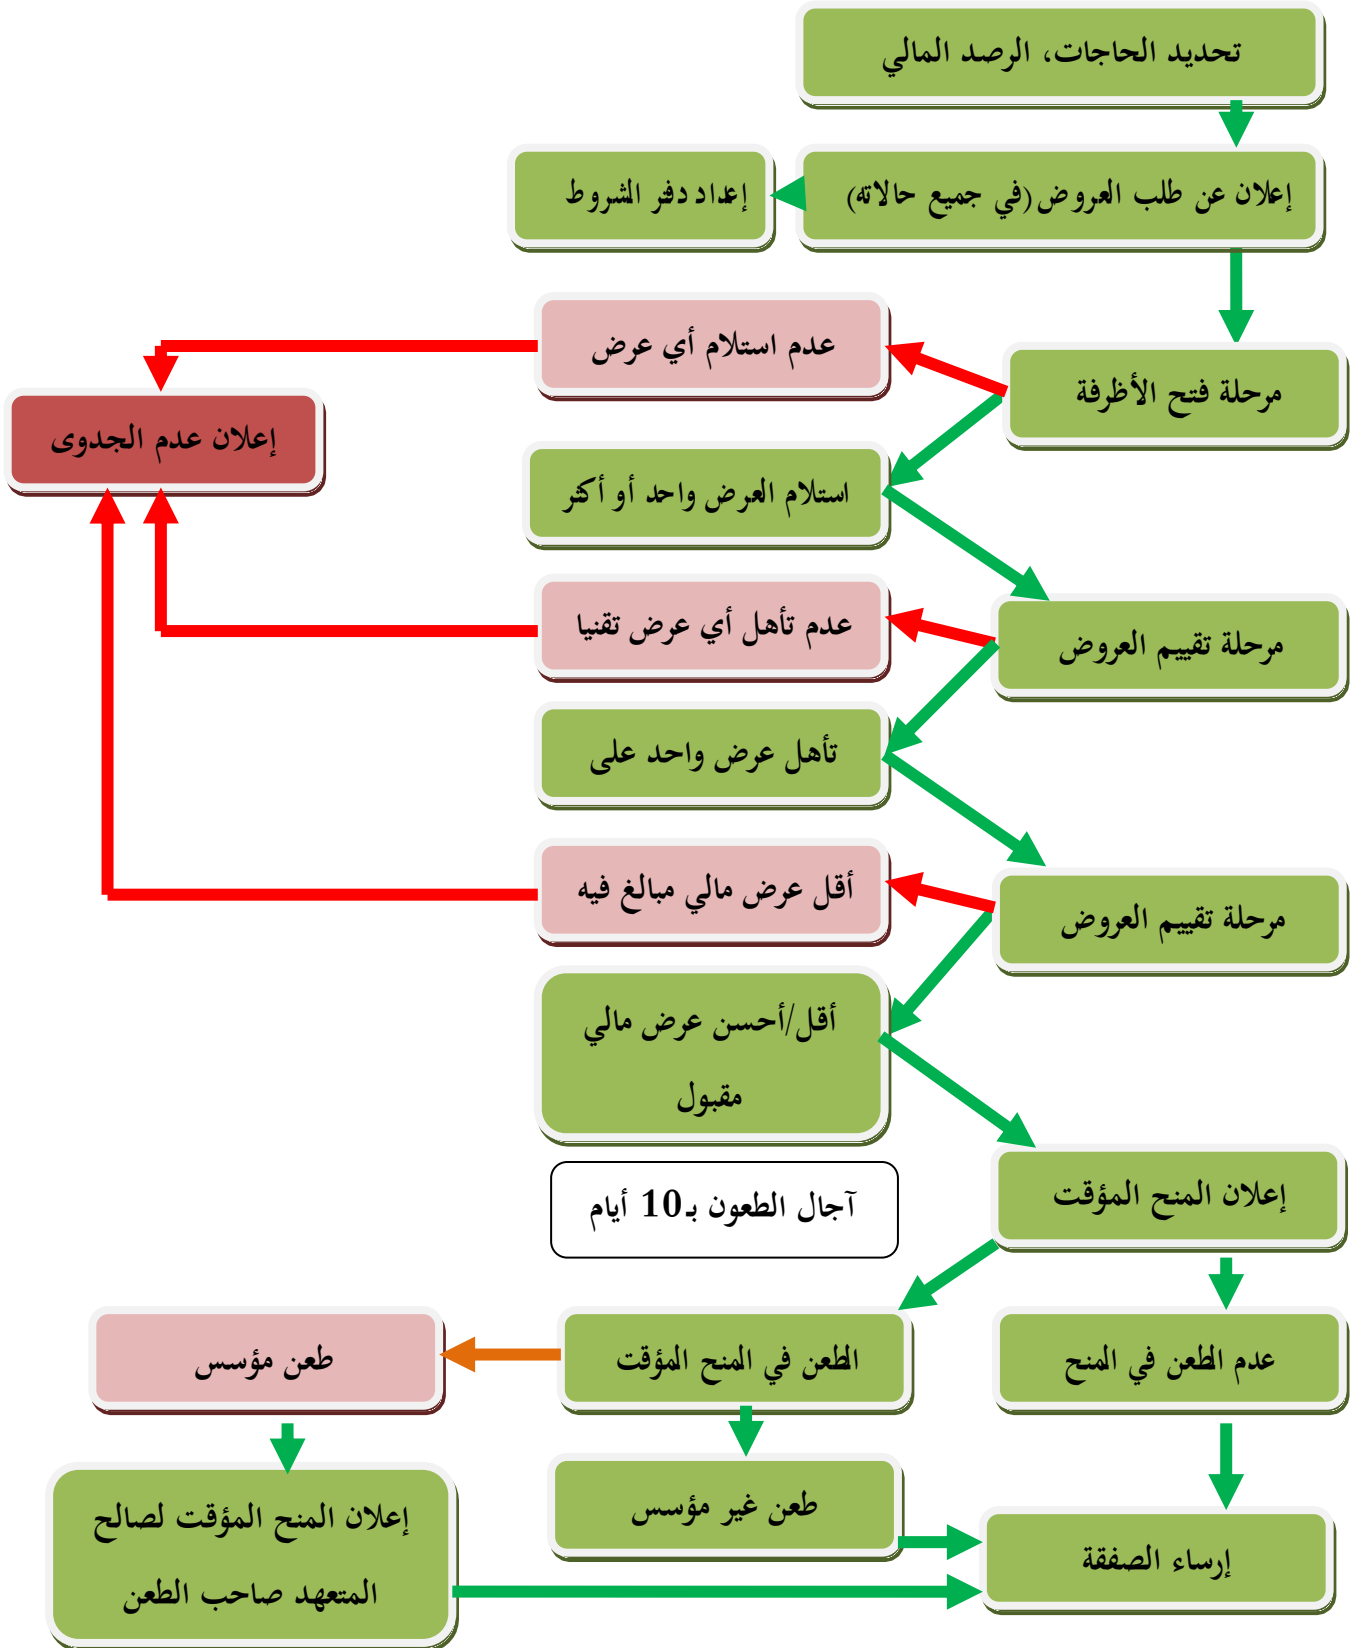 تحديد الحاجات، الرصد المالي
إعلان عن طلب العروض (في جميع حالاته)
إعداد دفر الشروط
عدم استلام أي عرض
مرحلة فتح الأظرفة
إعلان عدم الجدوى
استلام العرض واحد أو أكثر
عدم تأهل أي عرض تقنيا
مرحلة تقييم العروض
تأهل عرض واحد على
أقل عرض مالي مبالغ فيه
مرحلة تقييم العروض
أقل/أحسن عرض مالي
مقبول
إعلان المنح المؤقت
آجال الطعون بـ10 أيام
عدم الطعن في المنح
الطعن في المنح المؤقت
طعن مؤسس
طعن غير مؤسس
إرساء الصفقة
إعلان المنح المؤقت لصالح
المتعهد صاحب الطعن